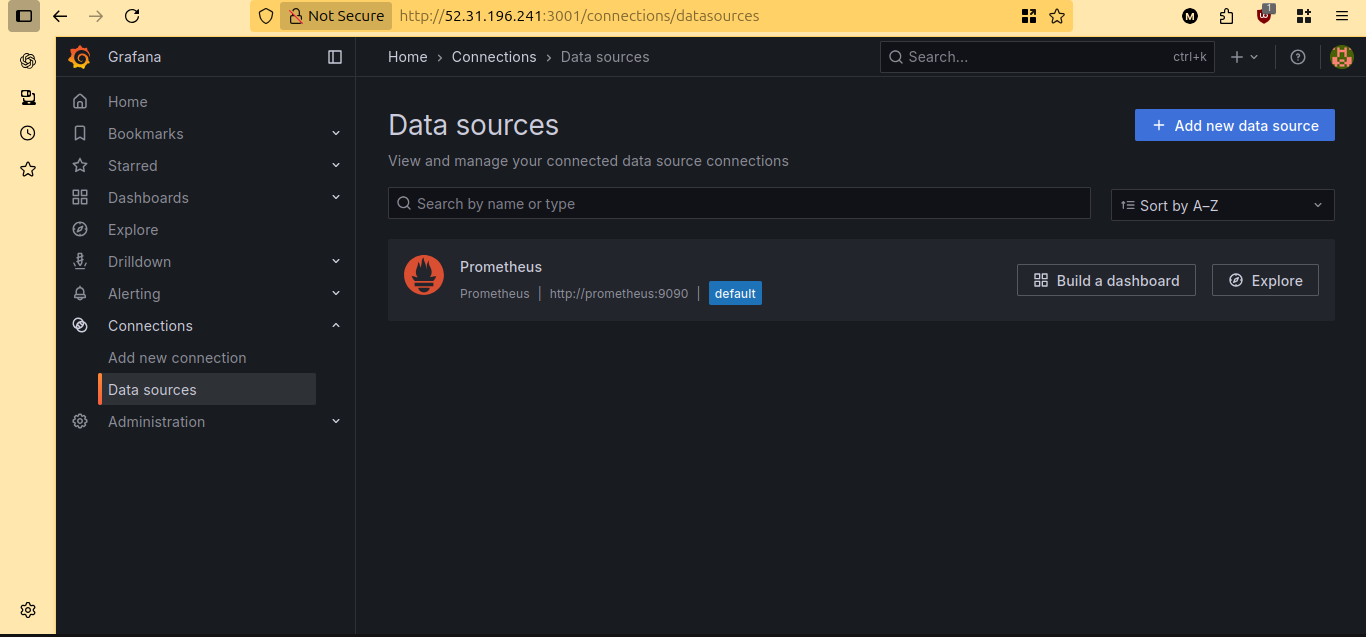 Not Secure http://52.31.196.241:3001/connections/datasources
1
Grafana
Home › Connections › Data sources
Search... ctrl+k
Home
Bookmarks
Starred
Dashboards
Explore
Drilldown
Alerting
Connections
Add new connection
Data sources
Administration
Data sources
Add new data source
View and manage your connected data source connections
Search by name or type
Sort by A–Z
Prometheus
Prometheus | http://prometheus:9090 | default
Build a dashboard
Explore